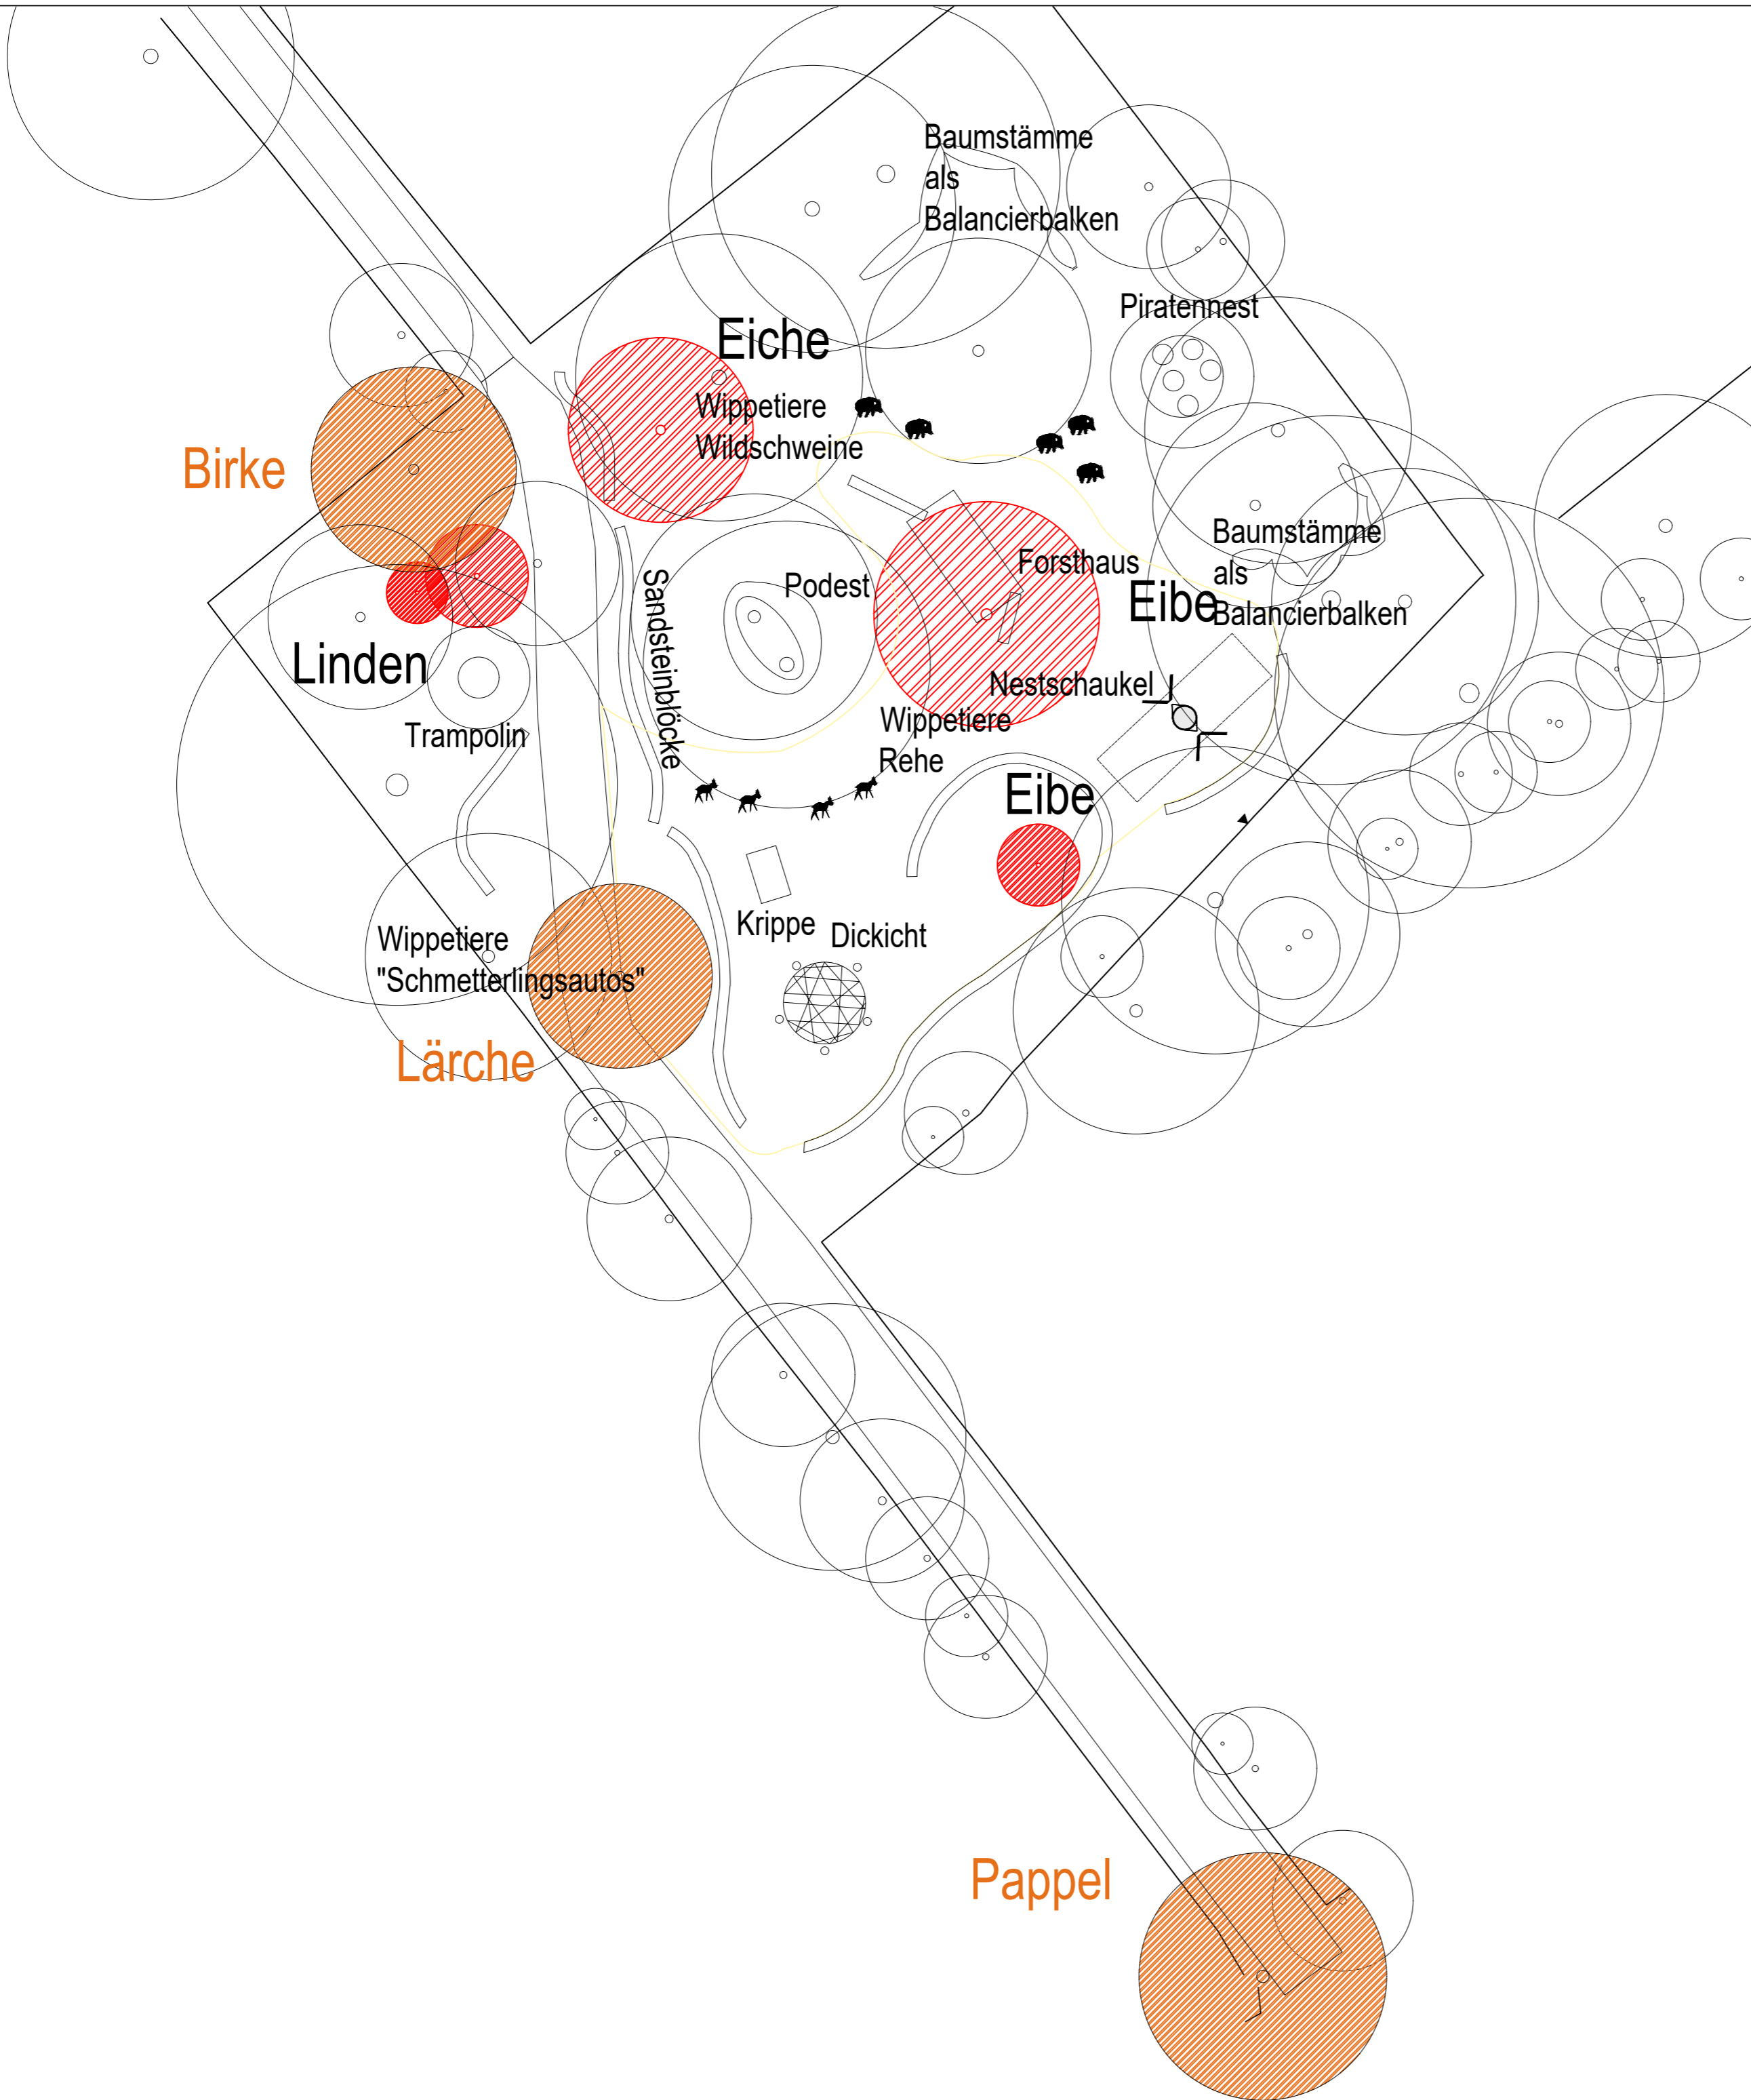 Baumstämme
als
Balancierbalken
Piratennest
Eiche
Wippetiere
Wildschweine
Birke
Baumstämme
als
Balancierbalken
Forsthaus
Eibe
Podest
Sandsteinblöcke
Linden
Nestschaukel
Trampolin
Wippetiere
Rehe
Eibe
Krippe
Dickicht
Wippetiere
"Schmetterlingsautos"
Lärche
Pappel